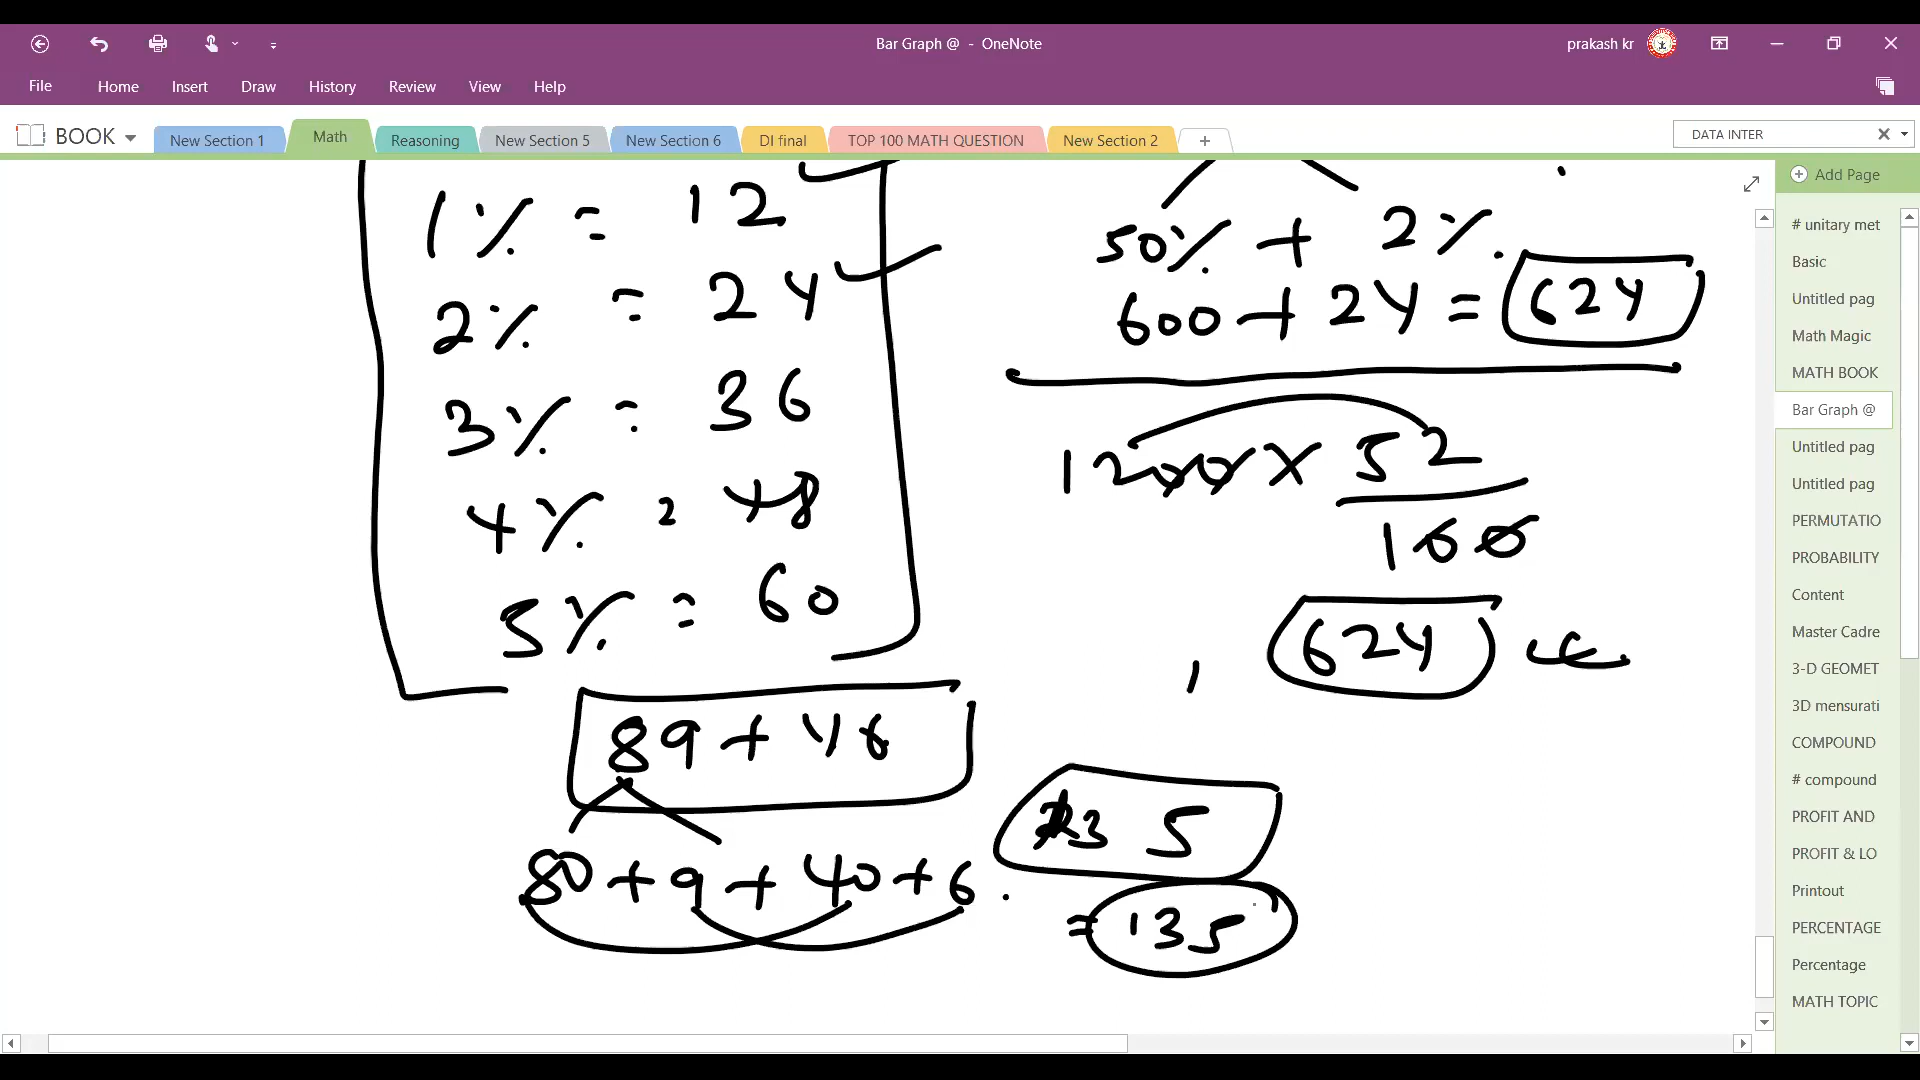 Bar Graph @ - OneNote
prakash kr
File Home Insert Draw History Review View Help
BOOK New Section 1 Math Reasoning New Section 5 New Section 6 DI final TOP 100 MATH QUESTION New Section 2 +
DATA INTER
Add Page
# unitary met
Basic
Untitled pag
Math Magic
MATH BOOK
Bar Graph @
Untitled pag
Untitled pag
PERMUTATIO
PROBABILITY
Content
Master Cadre
3-D GEOMET
3D mensurati
COMPOUND
# compound
PROFIT AND
PROFIT & LO
Printout
PERCENTAGE
Percentage
MATH TOPIC
1% = 12
2% = 24
3% = 36
4% = 48
5% = 60
89 + 46
80 + 9 + 40 + 6
50% + 2%
600 + 24 = 624
1200 × 52
100
624
3 5
= 135